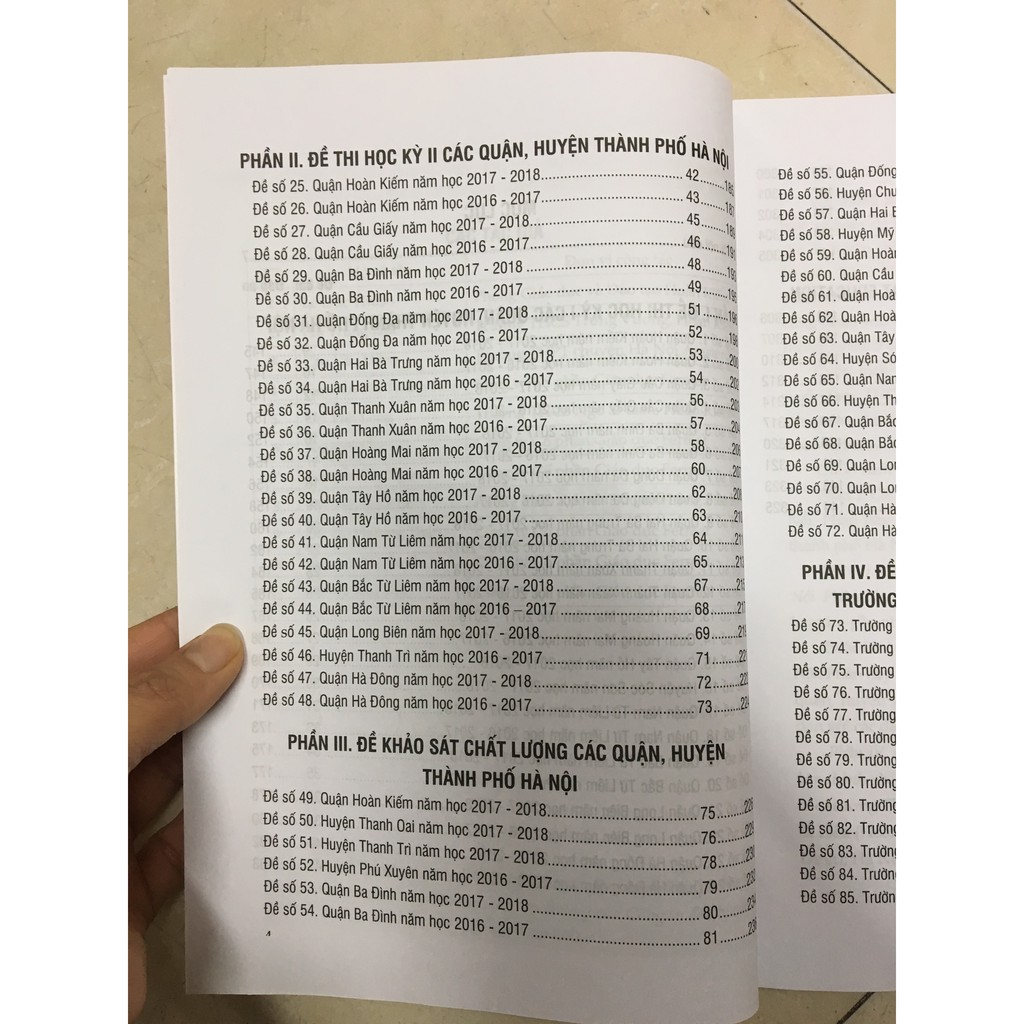 PHẦN II. ĐỀ THI HỌC KỲ II CÁC QUẬN, HUYỆN THÀNH PHỐ HÀ NỘI
Đề số 25. Quận Hoàn Kiếm năm học 2017 - 2018 42 185
Đề số 26. Quận Hoàn Kiếm năm học 2016 - 2017 43 187
Đề số 27. Quận Cầu Giấy năm học 2017 - 2018 45 189
Đề số 28. Quận Cầu Giấy năm học 2016 - 2017 46 191
Đề số 29. Quận Ba Đình năm học 2017 - 2018 48 193
Đề số 30. Quận Ba Đình năm học 2016 - 2017 49 195
Đề số 31. Quận Đống Đa năm học 2017 - 2018 51 196
Đề số 32. Quận Đống Đa năm học 2016 - 2017 52 198
Đề số 33. Quận Hai Bà Trưng năm học 2017 - 2018 53 200
Đề số 34. Quận Hai Bà Trưng năm học 2016 - 2017 54
Đề số 35. Quận Thanh Xuân năm học 2017 - 2018 56 203
Đề số 36. Quận Thanh Xuân năm học 2016 - 2017 57 204
Đề số 37. Quận Hoàng Mai năm học 2017 - 2018 58 206
Đề số 38. Quận Hoàng Mai năm học 2016 - 2017 60 207
Đề số 39. Quận Tây Hồ năm học 2017 - 2018 62
Đề số 40. Quận Tây Hồ năm học 2016 - 2017 63
Đề số 41. Quận Nam Từ Liêm năm học 2017 - 2018 64
Đề số 42. Quận Nam Từ Liêm năm học 2016 - 2017 65
Đề số 43. Quận Bắc Từ Liêm năm học 2017 - 2018 67
Đề số 44. Quận Bắc Từ Liêm năm học 2016 – 2017 68
Đề số 45. Quận Long Biên năm học 2017 - 2018 69
Đề số 46. Huyện Thanh Trì năm học 2016 - 2017 71
Đề số 47. Quận Hà Đông năm học 2017 - 2018 72
Đề số 48. Quận Hà Đông năm học 2016 - 2017 73
PHẦN III. ĐỀ KHẢO SÁT CHẤT LƯỢNG CÁC QUẬN, HUYỆN
THÀNH PHỐ HÀ NỘI
Đề số 49. Quận Hoàn Kiếm năm học 2017 - 2018 75
Đề số 50. Huyện Thanh Oai năm học 2017 - 2018 76
Đề số 51. Huyện Thanh Trì năm học 2017 - 2018 78
Đề số 52. Huyện Phú Xuyên năm học 2016 - 2017 79
Đề số 53. Quận Ba Đình năm học 2017 - 2018 80
Đề số 54. Quận Ba Đình năm học 2016 - 2017 81
Đề số 55. Quận Đống
Đề số 56. Huyện Chư
Đề số 57. Quận Hai
Đề số 58. Huyện Mỹ
Đề số 59. Quận Hoàn
Đề số 60. Quận Cầu
Đề số 61. Quận Hoà
Đề số 62. Quận Hoà
Đề số 63. Quận Tây
Đề số 64. Huyện Só
Đề số 65. Quận Nam
Đề số 66. Huyện Th
Đề số 67. Quận Bắc
Đề số 68. Quận Bắc
Đề số 69. Quận Lon
Đề số 70. Quận Lon
Đề số 71. Quận Hà
Đề số 72. Quận Hà
PHẦN IV. ĐỀ
TRƯỜNG
Đề số 73. Trường
Đề số 74. Trường
Đề số 75. Trường
Đề số 76. Trường
Đề số 77. Trường
Đề số 78. Trường
Đề số 79. Trường
Đề số 80. Trường
Đề số 81. Trường
Đề số 82. Trường
Đề số 83. Trường
Đề số 84. Trường
Đề số 85. Trườn